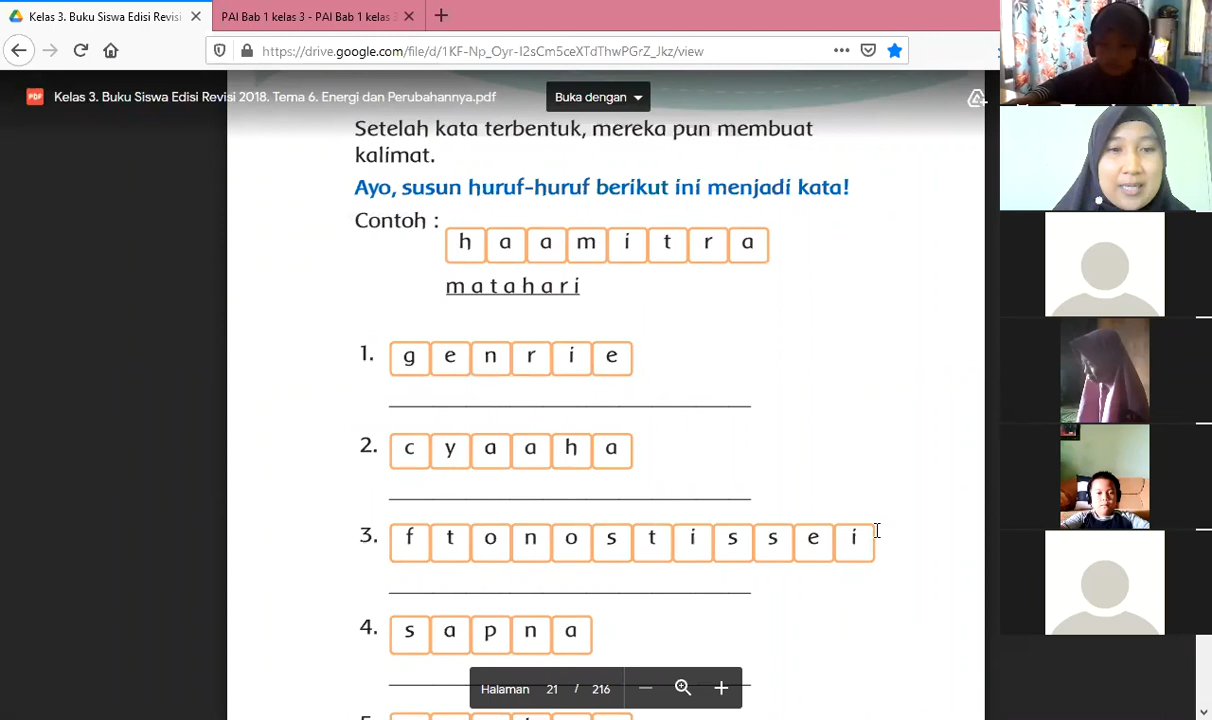 Kelas 3. Buku Siswa Edisi Revisi
PAI Bab 1 kelas 3 - PAI Bab 1 kelas 3
https://drive.google.com/file/d/1KF-Np_Oyr-I2sCm5ceXTdThwPGrZ_Jkz/view
PDF Kelas 3. Buku Siswa Edisi Revisi 2018. Tema 6. Energi dan Perubahannya.pdf
Buka dengan
Setelah kata terbentuk, mereka pun membuat
kalimat.
Ayo, susun huruf-huruf berikut ini menjadi kata!
Contoh :
h a a m i t r a
m a t a h a r i
1. g e n r i e
2. c y a a h a
3. f t o n o s t i s s e i
4. s a p n a
Halaman 21 / 216